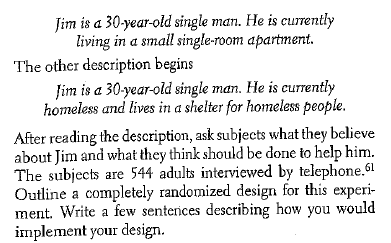 Jim is a 30-year-old single man. He is currently
living in a small single-room apartment.
The other description begins
Jim is a 30-year-old single man. He is currently
homeless and lives in a shelter for homeless people.
After reading the description, ask subjects what they believe
about Jim and what they think should be done to help him.
The subjects are 544 adults interviewed by telephone.61
Outline a completely randomized design for this experi-
ment. Write a few sentences describing how you would
implement your design.